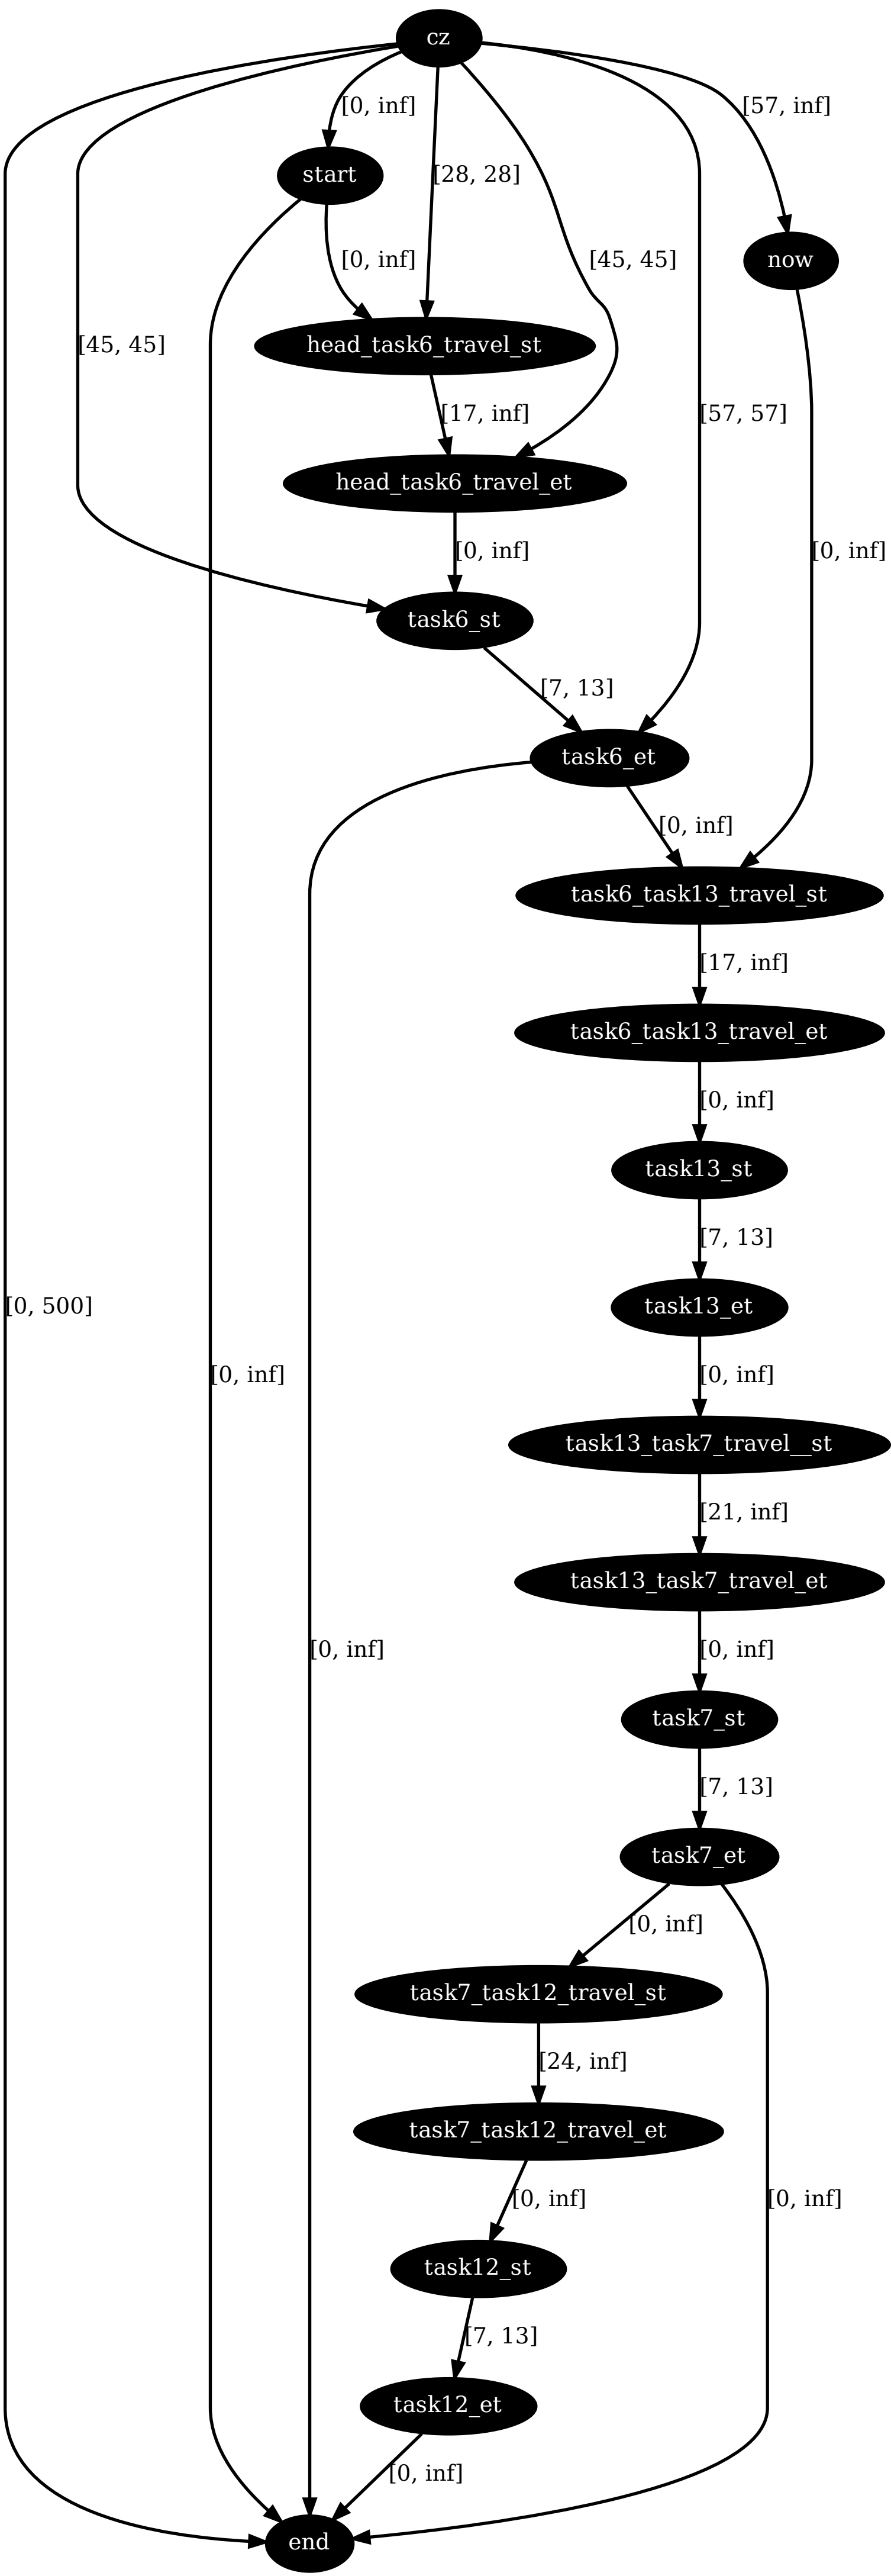 cz
[0, inf]
[57, inf]
start
[28, 28]
now
[0, inf]
[45, 45]
head_task6_travel_st
[45, 45]
[17, inf]
[57, 57]
head_task6_travel_et
[0, inf]
[0, inf]
task6_st
[7, 13]
task6_et
[0, inf]
task6_task13_travel_st
[17, inf]
task6_task13_travel_et
[0, inf]
task13_st
[7, 13]
task13_et
[0, 500]
[0, inf]
[0, inf]
task13_task7_travel__st
[21, inf]
task13_task7_travel_et
[0, inf]
[0, inf]
task7_st
[7, 13]
task7_et
[0, inf]
task7_task12_travel_st
[24, inf]
task7_task12_travel_et
[0, inf]
[0, inf]
task12_st
[7, 13]
task12_et
[0, inf]
end